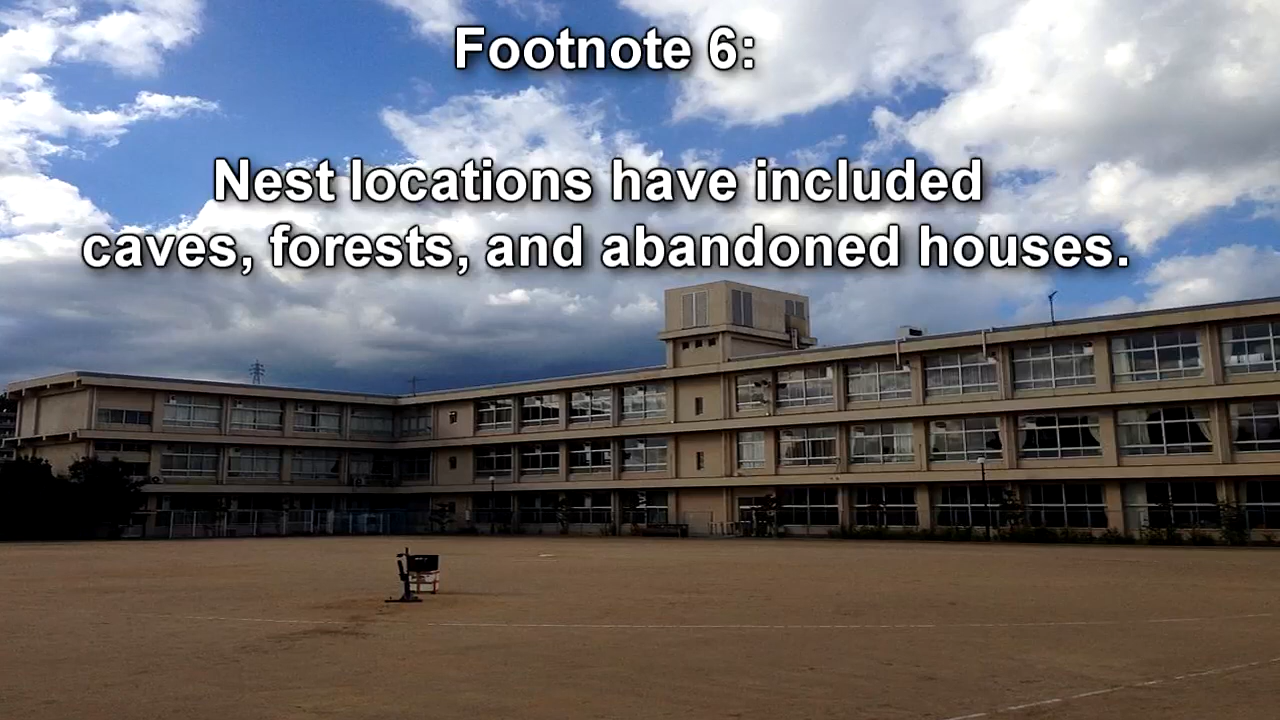 Footnote 6:
Nest locations have included
caves, forests, and abandoned houses.